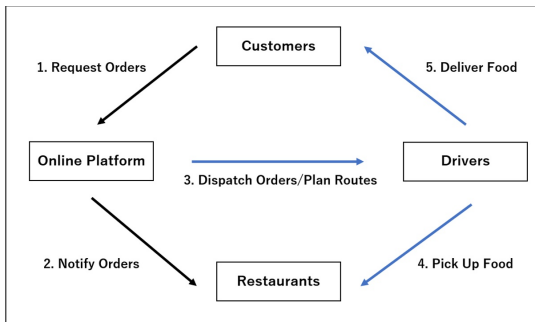 Customers
1. Request Orders
5. Deliver Food
Online Platform
Drivers
3. Dispatch Orders/Plan Routes
2. Notify Orders
4. Pick Up Food
Restaurants